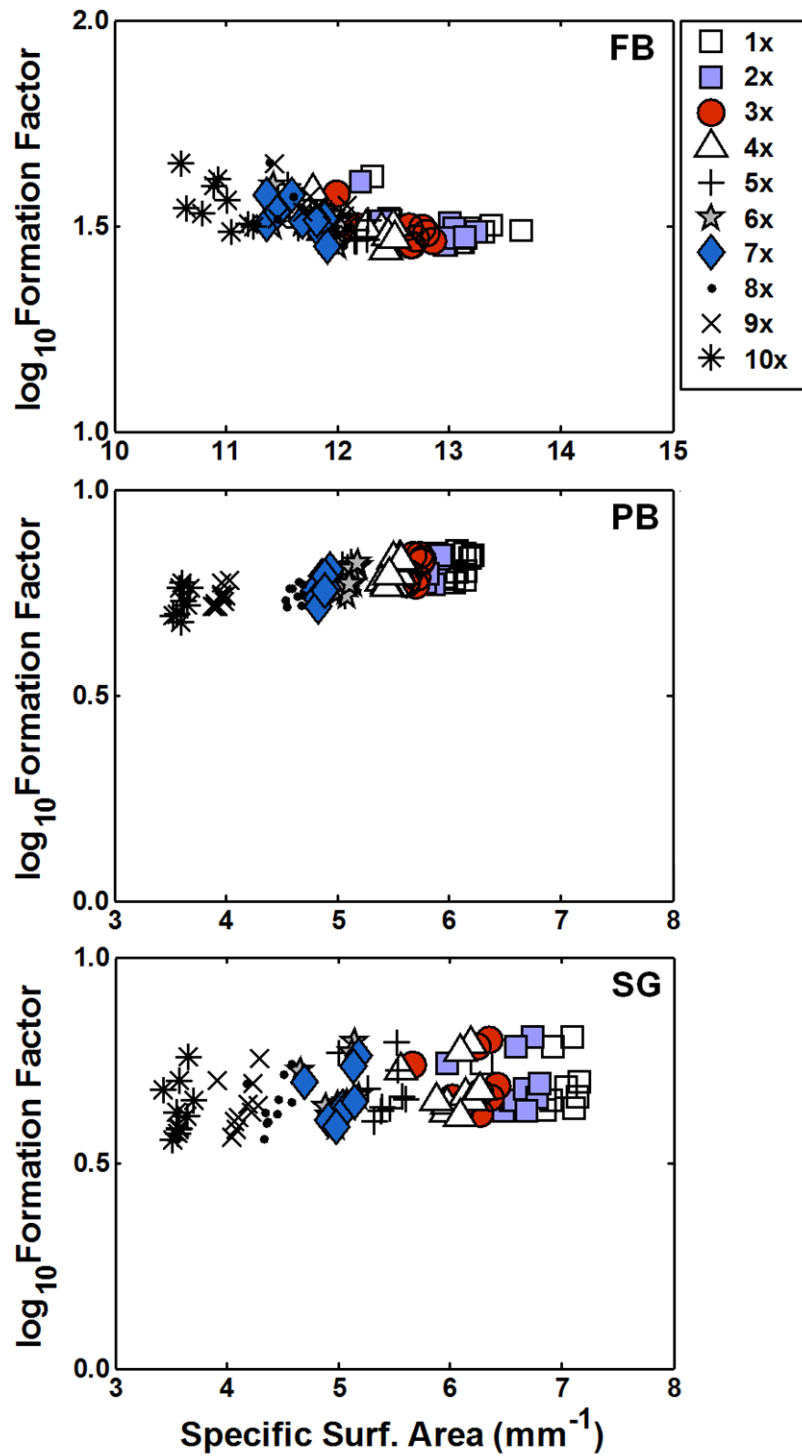 log10Formation Factor
2.0
1.5
1.0
FB
10
11
12
13
14
15
1x
2x
3x
4x
5x
6x
7x
8x
9x
10x
log10Formation Factor
1.0
0.5
0.0
PB
3
4
5
6
7
8
log10Formation Factor
1.0
0.5
0.0
SG
3
4
5
6
7
8
Specific Surf. Area (mm-1)